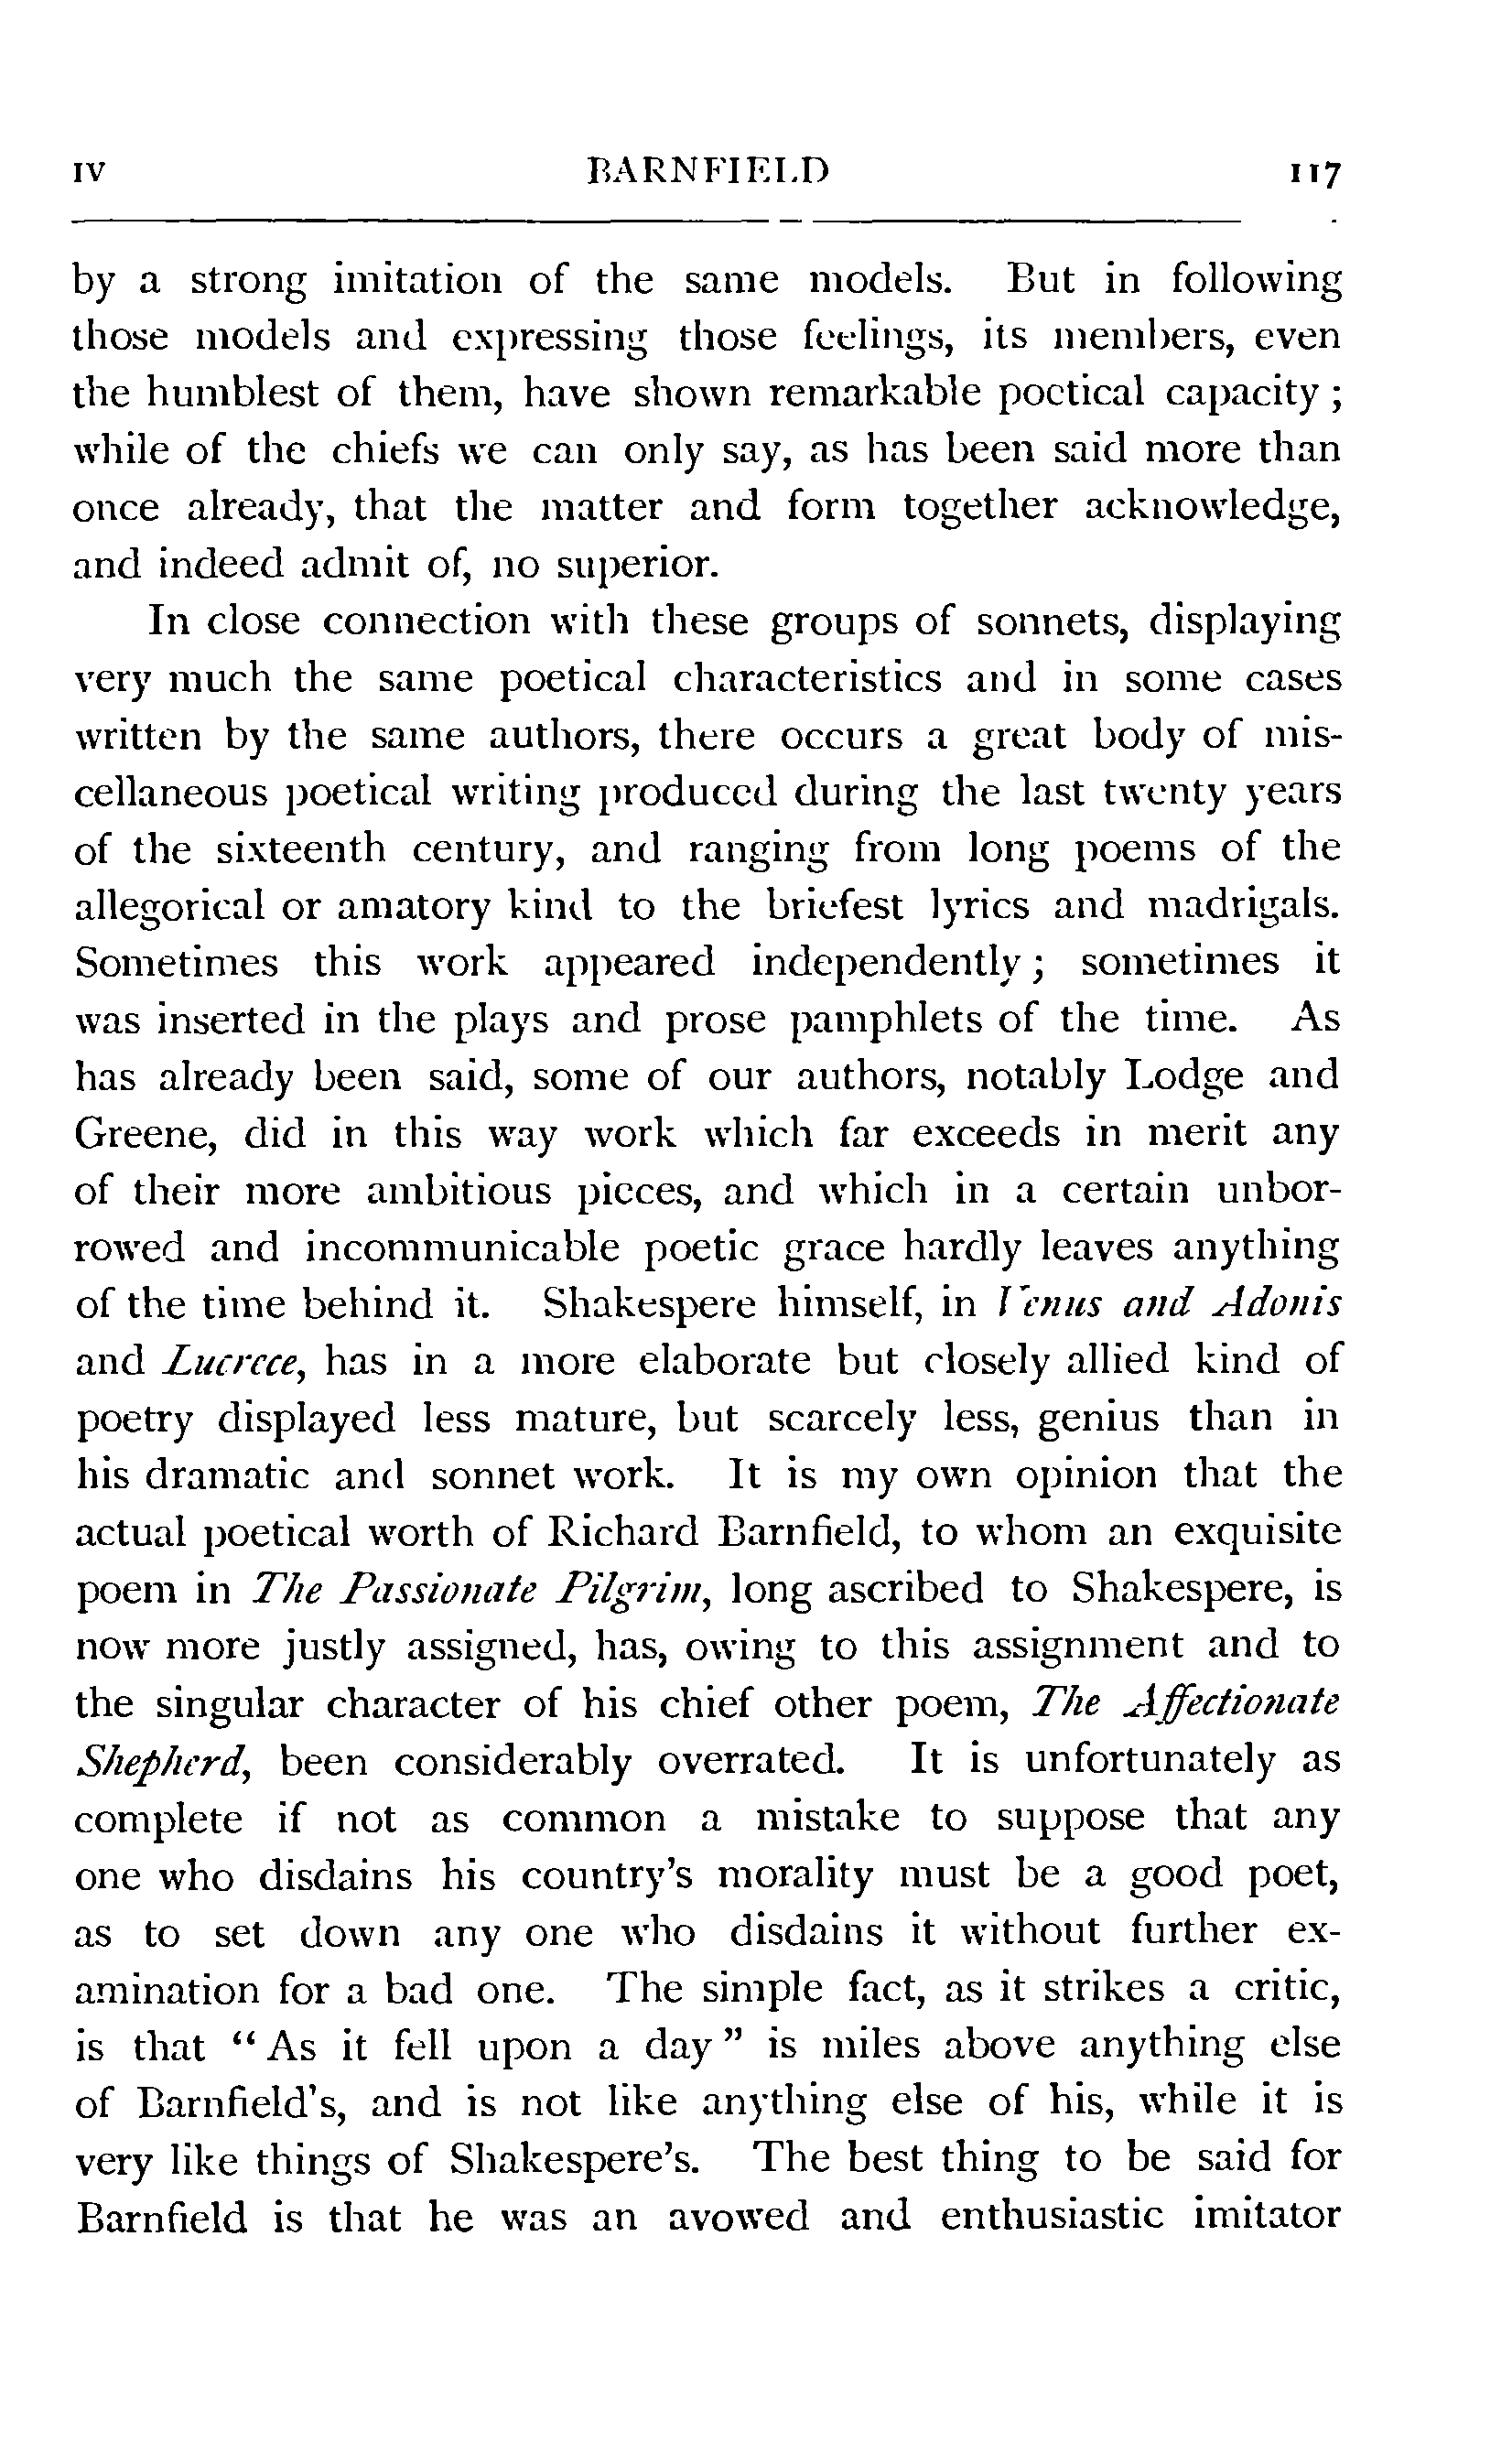 IV BARNFIELD 117
by a strong imitation of the same models. But in following
those models and expressing those feelings, its members, even
the humblest of them, have shown remarkable poetical capacity ;
while of the chiefs we can only say, as has been said more than
once already, that the matter and form together acknowledge,
and indeed admit of, no superior.
In close connection with these groups of sonnets, displaying
very much the same poetical characteristics and in some cases
written by the same authors, there occurs a great body of mis-
cellaneous poetical writing produced during the last twenty years
of the sixteenth century, and ranging from long poems of the
allegorical or amatory kind to the briefest lyrics and madrigals.
Sometimes this work appeared independently ; sometimes it
was inserted in the plays and prose pamphlets of the time. As
has already been said, some of our authors, notably Lodge and
Greene, did in this way work which far exceeds in merit any
of their more ambitious pieces, and which in a certain unbor-
rowed and incommunicable poetic grace hardly leaves anything
of the time behind it. Shakespere himself, in Venus and Adonis
and Lucrece, has in a more elaborate but closely allied kind of
poetry displayed less mature, but scarcely less, genius than in
his dramatic and sonnet work. It is my own opinion that the
actual poetical worth of Richard Barnfield, to whom an exquisite
poem in The Passionate Pilgrim, long ascribed to Shakespere, is
now more justly assigned, has, owing to this assignment and to
the singular character of his chief other poem, The Affectionate
Shepherd, been considerably overrated. It is unfortunately as
complete if not as common a mistake to suppose that any
one who disdains his country's morality must be a good poet,
as to set down any one who disdains it without further ex-
amination for a bad one. The simple fact, as it strikes a critic,
is that “ As it fell upon a day ” is miles above anything else
of Barnfield's, and is not like anything else of his, while it is
very like things of Shakespere's. The best thing to be said for
Barnfield is that he was an avowed and enthusiastic imitator